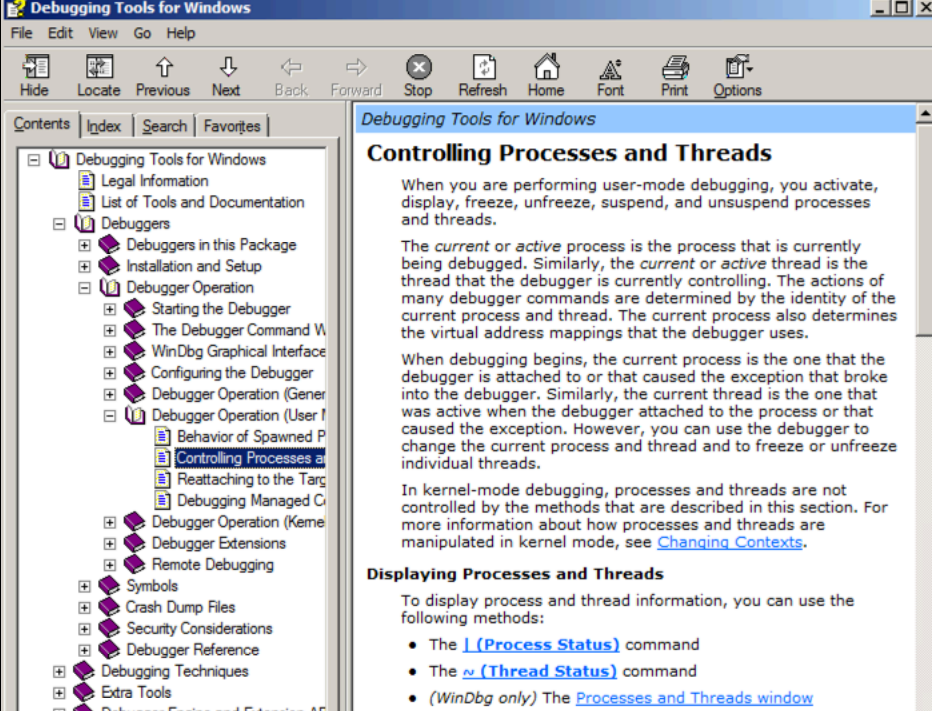 Debugging Tools for Windows
File Edit View Go Help
Hide Locate Previous Next Back Forward Stop Refresh Home Font Print Options
Contents Index Search Favorites
Debugging Tools for Windows
Legal Information
List of Tools and Documentation
Debuggers
Debuggers in this Package
Installation and Setup
Debugger Operation
Starting the Debugger
The Debugger Command W
WinDbg Graphical Interface
Configuring the Debugger
Debugger Operation (Gener
Debugger Operation (User M
Behavior of Spawned P
Controlling Processes an
Reattaching to the Targ
Debugging Managed Co
Debugger Operation (Kernel
Debugger Extensions
Remote Debugging
Symbols
Crash Dump Files
Security Considerations
Debugger Reference
Debugging Techniques
Extra Tools
Debugger Engine and Extension AP
Debugging Tools for Windows
Controlling Processes and Threads
When you are performing user-mode debugging, you activate,
display, freeze, unfreeze, suspend, and unsuspend processes
and threads.
The current or active process is the process that is currently
being debugged. Similarly, the current or active thread is the
thread that the debugger is currently controlling. The actions of
many debugger commands are determined by the identity of the
current process and thread. The current process also determines
the virtual address mappings that the debugger uses.
When debugging begins, the current process is the one that the
debugger is attached to or that caused the exception that broke
into the debugger. Similarly, the current thread is the one that
was active when the debugger attached to the process or that
caused the exception. However, you can use the debugger to
change the current process and thread and to freeze or unfreeze
individual threads.
In kernel-mode debugging, processes and threads are not
controlled by the methods that are described in this section. For
more information about how processes and threads are
manipulated in kernel mode, see Changing Contexts.
Displaying Processes and Threads
To display process and thread information, you can use the
following methods:
• The | (Process Status) command
• The ~ (Thread Status) command
• (WinDbg only) The Processes and Threads window